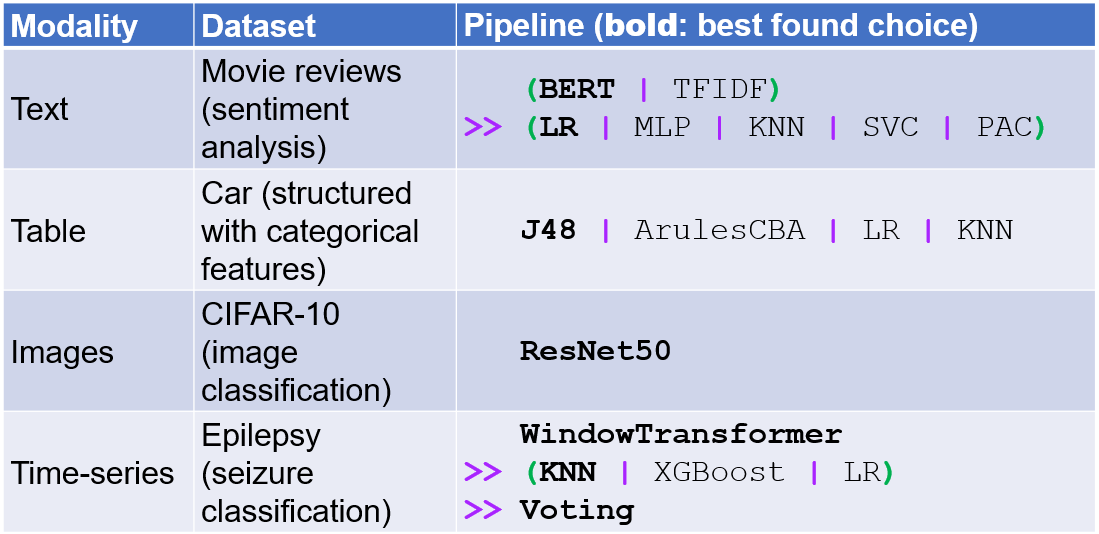 Modality Dataset Pipeline (bold: best found choice)
Text
Movie reviews
(sentiment
analysis)
(BERT | TFIDF)
>> (LR | MLP | KNN | SVC | PAC)
Table
Car (structured
with categorical
features)
J48 | ArulesCBA | LR | KNN
Images
CIFAR-10
(image
classification)
ResNet50
Time-series
Epilepsy
(seizure
classification)
WindowTransformer
>> (KNN | XGBoost | LR)
>> Voting